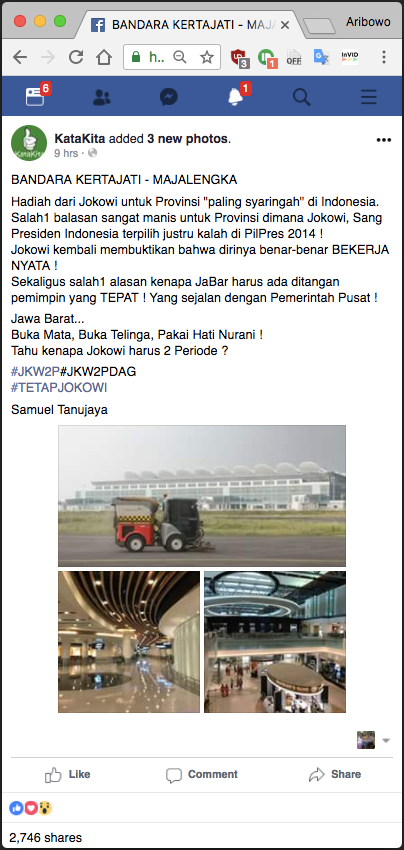 BANDARA KERTAJATI - MAJA
Aribowo
h..
3
1
OFF
InVID
6
1
KataKita
KataKita added 3 new photos.
9 hrs ·
BANDARA KERTAJATI - MAJALENGKA
Hadiah dari Jokowi untuk Provinsi "paling syaringah" di Indonesia.
Salah1 balasan sangat manis untuk Provinsi dimana Jokowi, Sang
Presiden Indonesia terpilih justru kalah di PilPres 2014 !
Jokowi kembali membuktikan bahwa dirinya benar-benar BEKERJA
NYATA !
Sekaligus salah1 alasan kenapa JaBar harus ada ditangan
pemimpin yang TEPAT ! Yang sejalan dengan Pemerintah Pusat !
Jawa Barat...
Buka Mata, Buka Telinga, Pakai Hati Nurani !
Tahu kenapa Jokowi harus 2 Periode ?
#JKW2P#JKW2PDAG
#TETAPJOKOWI
Samuel Tanujaya
Like
Comment
Share
2,746 shares